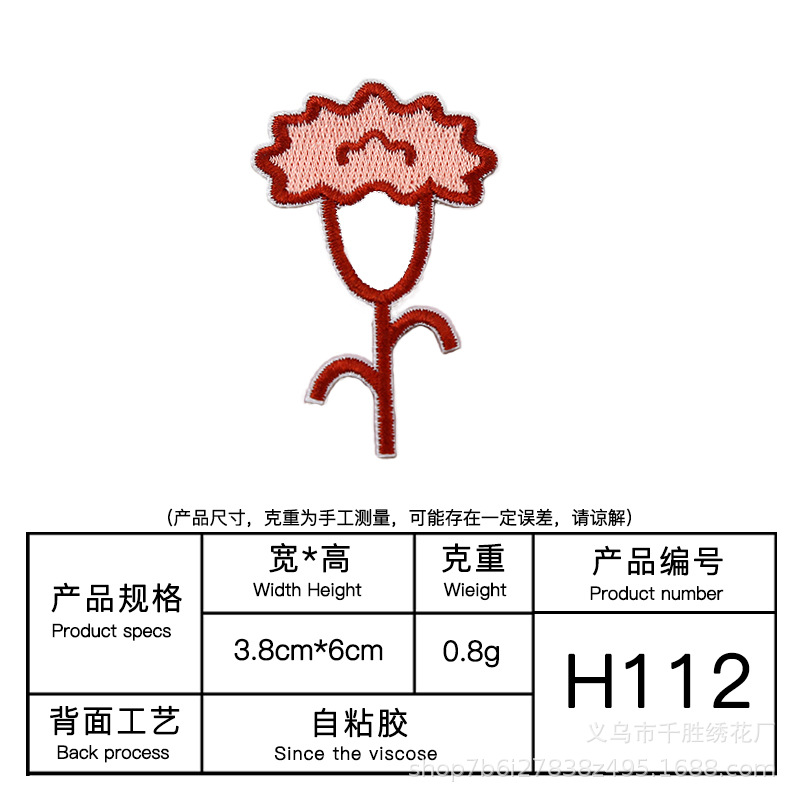 （产品尺寸，克重为手工测量，可能存在一定误差，请谅解）
产品规格
Product specs
宽*高
Width Height
克重
Wieight
产品编号
Product number
3.8cm*6cm
0.8g
H112
背面工艺
Back process
自粘胶
Since the viscose
义乌市千胜绣花厂
shop7b6i27838z495.1688.com